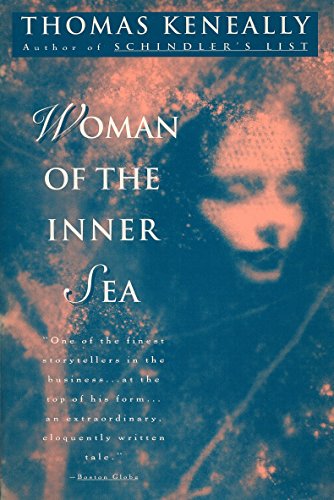 THOMAS KENEALLY
Author of SCHINDLER'S LIST
WOMAN
OF THE
INNER
SEA
"One of the finest
storytellers in the
business...at the
top of his form...
an extraordinary,
eloquently written
tale."
—Boston Globe